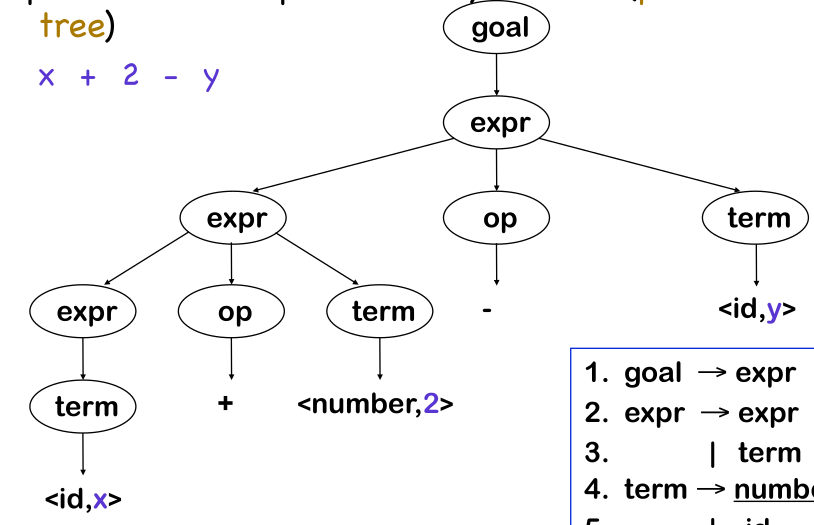 tree)
goal
x + 2 - y
expr
expr op term
expr op term - <id,y>
term + <number,2>
<id,x>
1. goal → expr
2. expr → expr
3. | term
4. term →